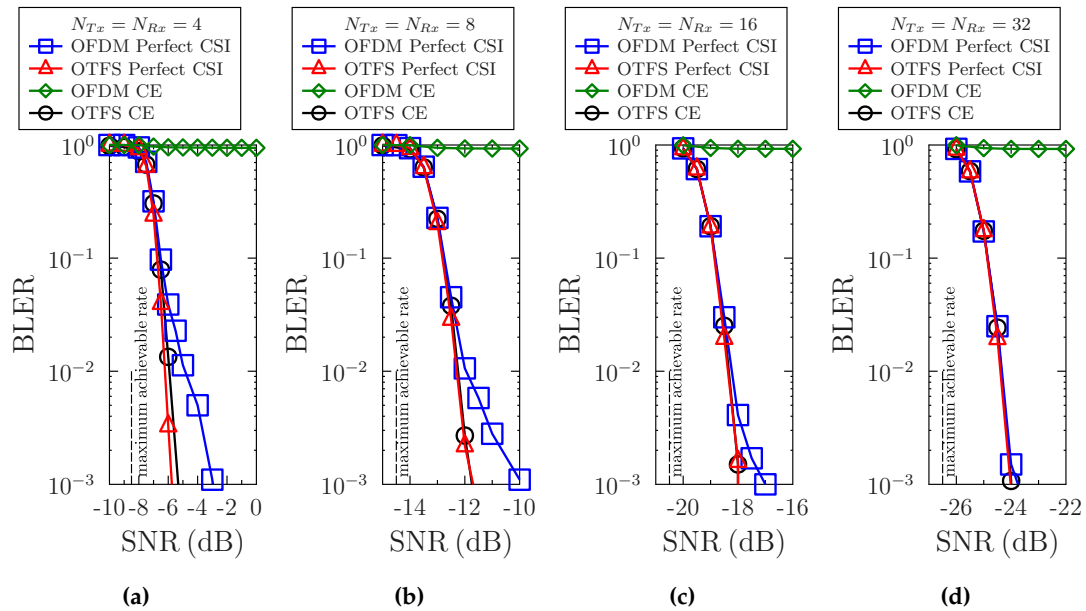 N_{Tx} = N_{Rx} = 4
OFDM Perfect CSI
OTFS Perfect CSI
OFDM CE
OTFS CE
10^0
10^{-1}
10^{-2}
10^{-3}
BLER
maximum achievable rate
-10 -8 -6 -4 -2 0
SNR (dB)
(a)
N_{Tx} = N_{Rx} = 8
OFDM Perfect CSI
OTFS Perfect CSI
OFDM CE
OTFS CE
10^0
10^{-1}
10^{-2}
10^{-3}
BLER
maximum achievable rate
-14 -12 -10
SNR (dB)
(b)
N_{Tx} = N_{Rx} = 16
OFDM Perfect CSI
OTFS Perfect CSI
OFDM CE
OTFS CE
10^0
10^{-1}
10^{-2}
10^{-3}
BLER
maximum achievable rate
-20 -18 -16
SNR (dB)
(c)
N_{Tx} = N_{Rx} = 32
OFDM Perfect CSI
OTFS Perfect CSI
OFDM CE
OTFS CE
10^0
10^{-1}
10^{-2}
10^{-3}
BLER
maximum achievable rate
-26 -24 -22
SNR (dB)
(d)